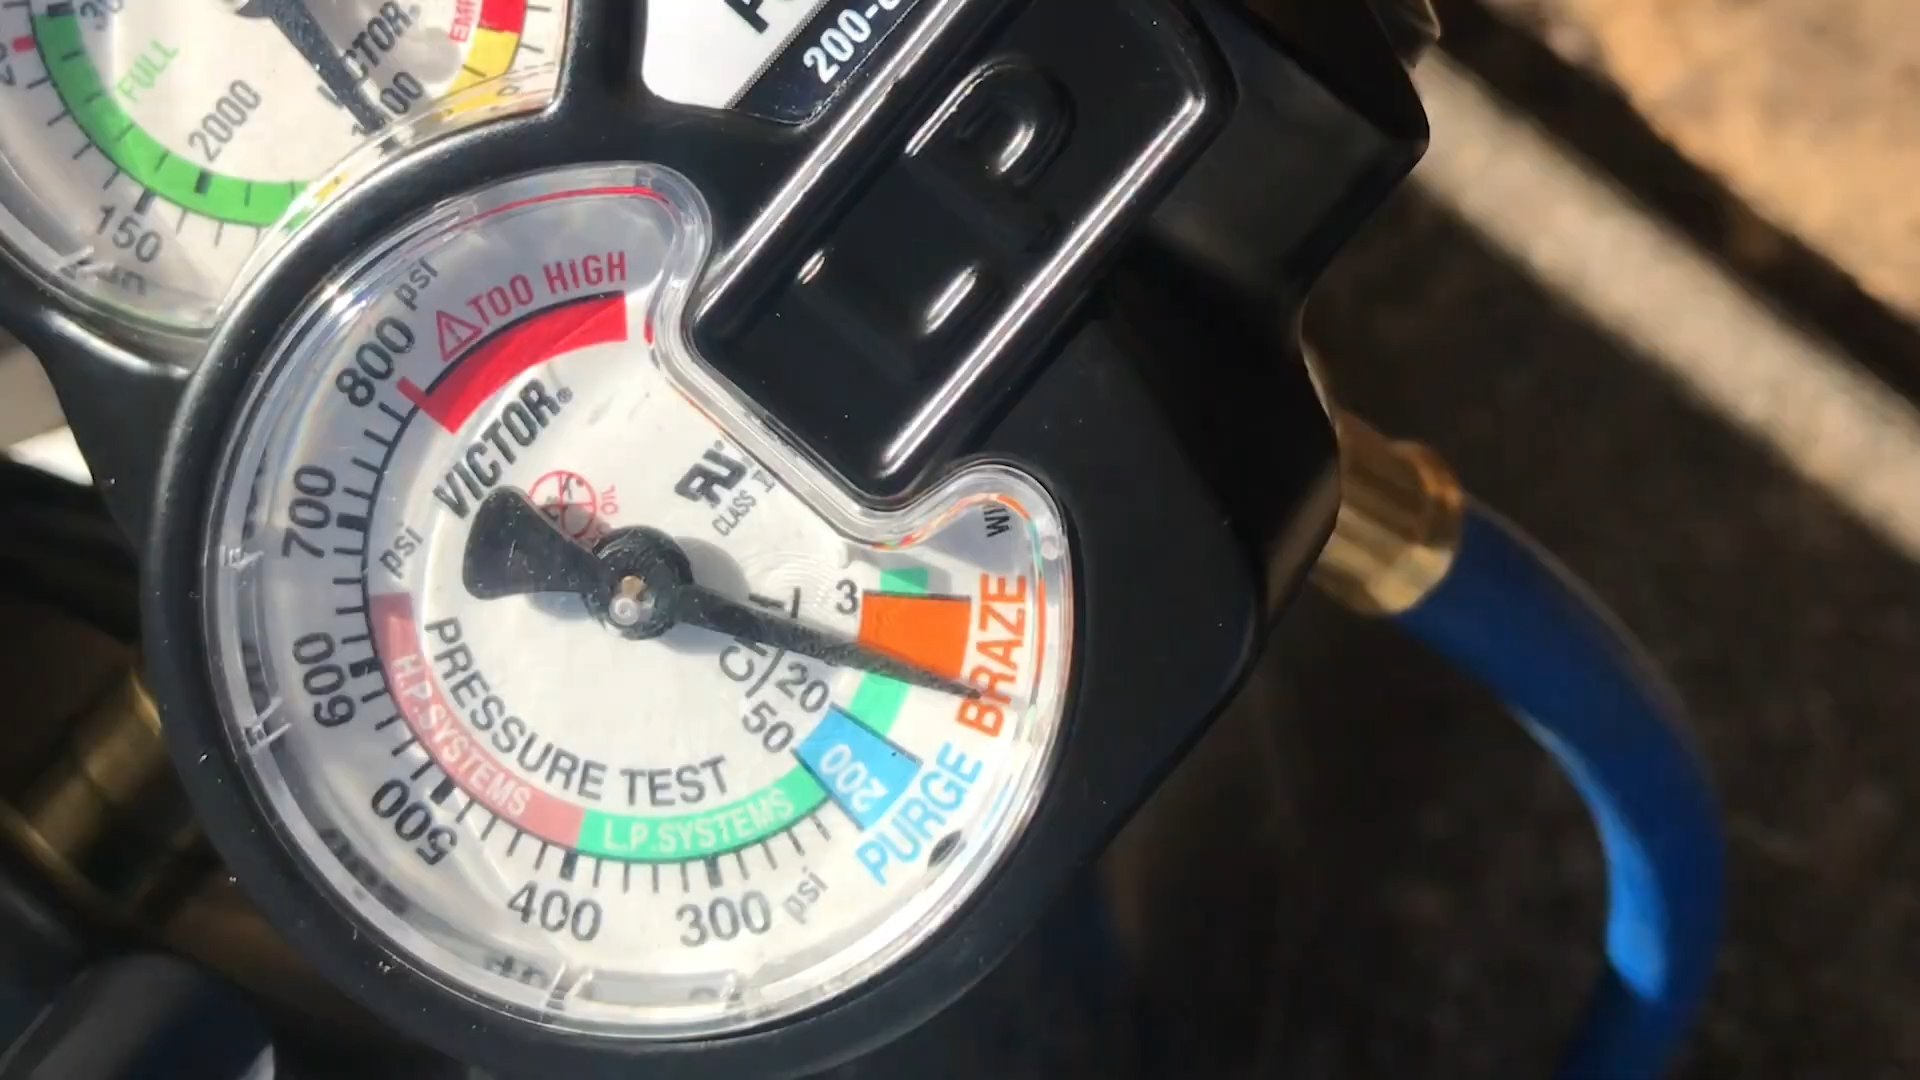 FULL
2000
150
VICTOR
200-
psi
800
TOO HIGH
VICTOR®
700
psi
CLASS
3
BRAZE
20
50
PURGE
200
PRESSURE TEST
H.P.SYSTEMS
L.P.SYSTEMS
600
500
400
300
psi